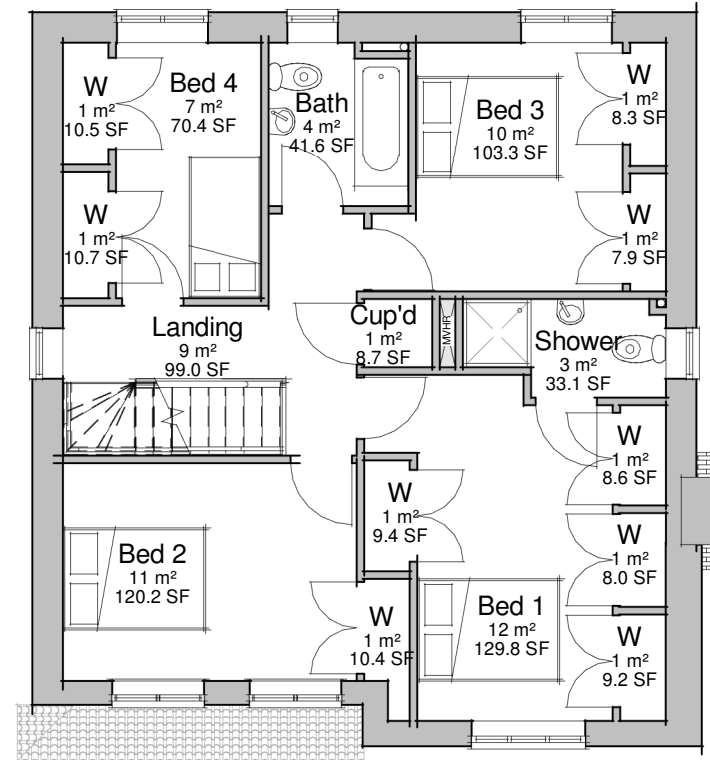 W
1 m²
10.5 SF
Bed 4
7 m²
70.4 SF
Bath
4 m²
41.6 SF
Bed 3
10 m²
103.3 SF
W
1 m²
8.3 SF
W
1 m²
10.7 SF
W
1 m²
7.9 SF
Landing
9 m²
99.0 SF
Cup'd
1 m²
8.7 SF
MVHR
Shower
3 m²
33.1 SF
W
1 m²
8.6 SF
W
1 m²
9.4 SF
Bed 2
11 m²
120.2 SF
W
1 m²
8.0 SF
W
1 m²
10.4 SF
Bed 1
12 m²
129.8 SF
W
1 m²
9.2 SF